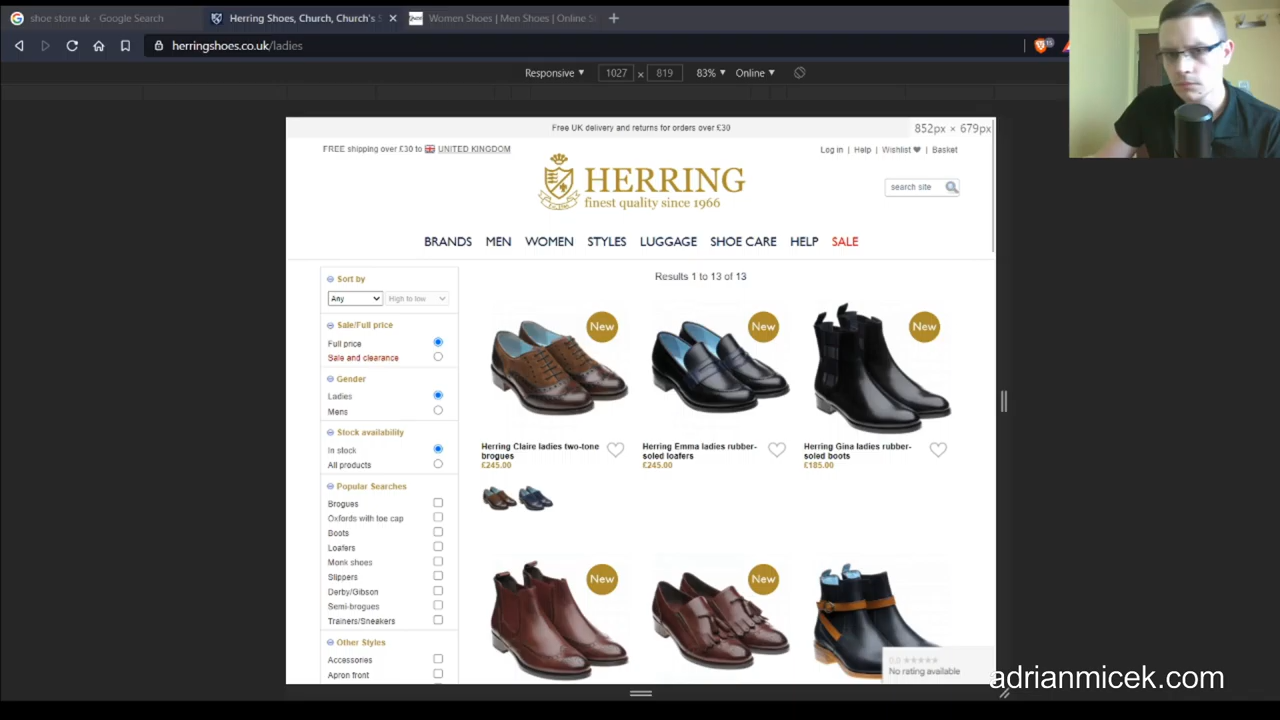 shoe store uk - Google Search
Herring Shoes, Church, Church's S
Women Shoes | Men Shoes | Online S
herringshoes.co.uk/ladies
Responsive 1027 x 819 83% Online
Free UK delivery and returns for orders over £30
852px × 679px
FREE shipping over £30 to UNITED KINGDOM
Log in | Help | Wishlist | Basket
HERRING
finest quality since 1966
search site
BRANDS MEN WOMEN STYLES LUGGAGE SHOE CARE HELP SALE
Results 1 to 13 of 13
Sort by
Any High to low
Sale/Full price
Full price
Sale and clearance
Gender
Ladies
Mens
Stock availability
In stock
All products
Popular Searches
Brogues
Oxfords with toe cap
Boots
Loafers
Monk shoes
Slippers
Derby/Gibson
Semi-brogues
Trainers/Sneakers
Other Styles
Accessories
Apron front
New
New
New
Herring Claire ladies two-tone
brogues
£245.00
Herring Emma ladies rubber-
soled loafers
£245.00
Herring Gina ladies rubber-
soled boots
£185.00
New
New
0.0
No rating available
adrianmicek.com